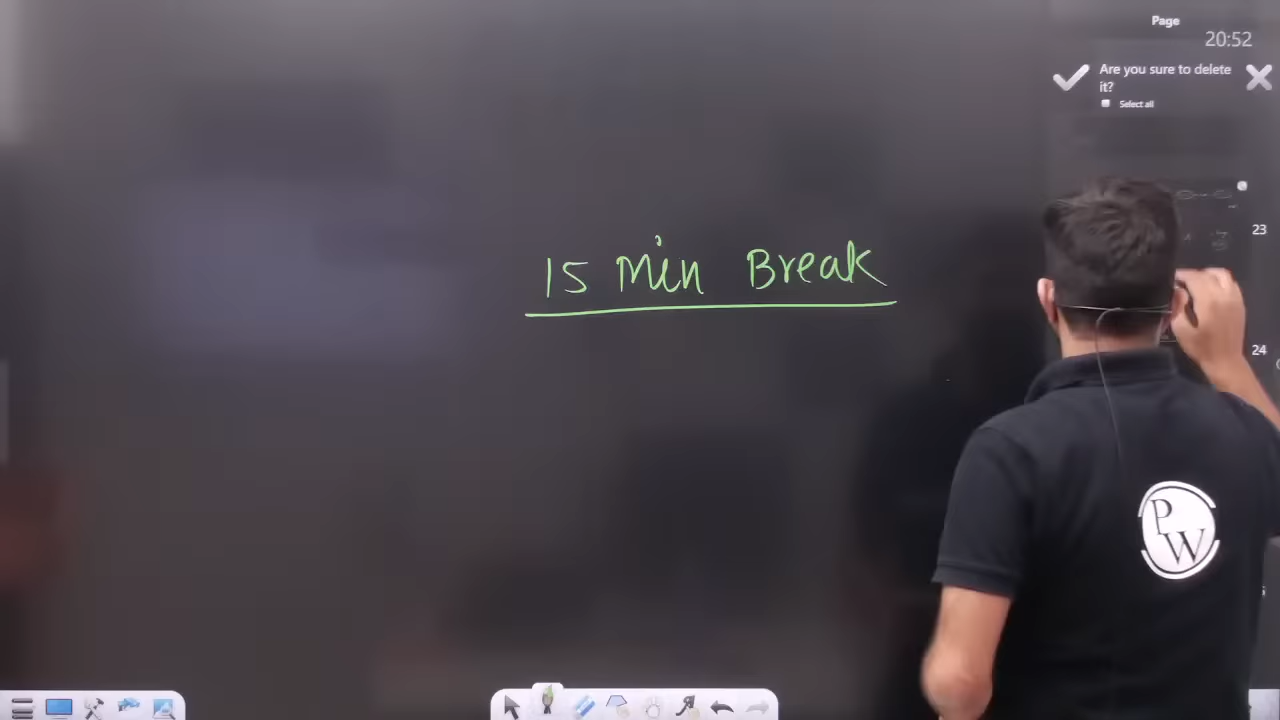 Page
20:52
Are you sure to delete
it?
Select all
23
15 Min Break
24
P
W